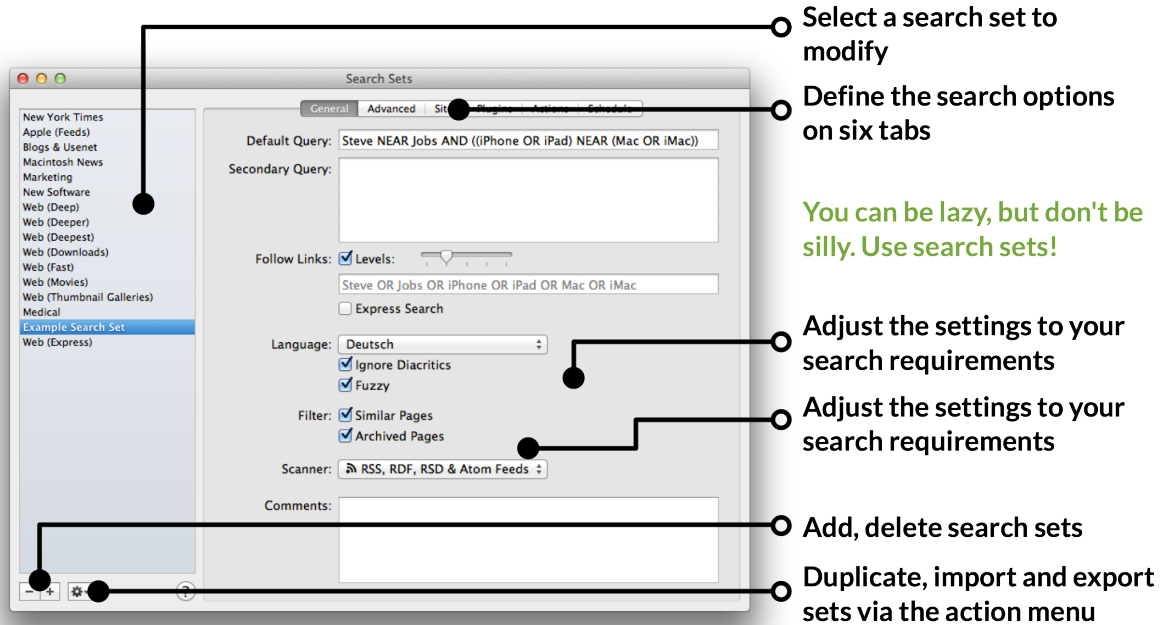 Select a search set to
modify
Search Sets
General Advanced Sit Plugins Actions Schedule
Define the search options
on six tabs
New York Times
Apple (Feeds)
Blogs & Usenet
Macintosh News
Marketing
New Software
Web (Deep)
Web (Deeper)
Web (Deepest)
Web (Downloads)
Web (Fast)
Web (Movies)
Web (Thumbnail Galleries)
Medical
Example Search Set
Web (Express)
Default Query: Steve NEAR Jobs AND ((iPhone OR iPad) NEAR (Mac OR iMac))
Secondary Query:
You can be lazy, but don't be
silly. Use search sets!
Follow Links: Levels:
Steve OR Jobs OR iPhone OR iPad OR Mac OR iMac
Express Search
Language: Deutsch
Ignore Diacritics
Fuzzy
Adjust the settings to your
search requirements
Filter: Similar Pages
Archived Pages
Adjust the settings to your
search requirements
Scanner: RSS, RDF, RSD & Atom Feeds
Comments:
Add, delete search sets
− +
?
Duplicate, import and export
sets via the action menu